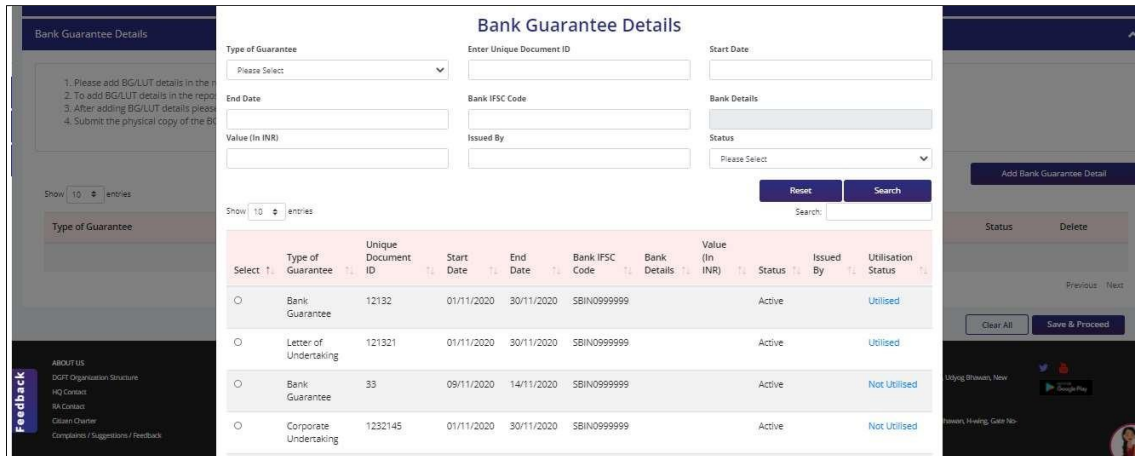 Bank Guarantee Details
Bank Guarantee Details
Type of Guarantee
Enter Unique Document ID
Start Date
Please Select
1. Please add BG/LUT details in the
2. To add BG/LUT details in the
3. After adding BG/LUT details please
4. Submit the physical copy of the
End Date
Bank IFSC Code
Bank Details
Value (In INR)
Issued By
Status
Please Select
Add Bank Guarantee Detail
Reset
Search
Show 10 entries
Show 10 entries
Search:
Type of Guarantee
Status
Delete
Select
Type of Guarantee
Unique Document ID
Start Date
End Date
Bank IFSC Code
Bank Details
Value (In INR)
Status
Issued By
Utilisation Status
Bank Guarantee
12132
01/11/2020
30/11/2020
SBIN0999999
Active
Utilised
Previous
Next
Clear All
Save & Proceed
Letter of Undertaking
121321
01/11/2020
30/11/2020
SBIN0999999
Active
Utilised
Bank Guarantee
33
09/11/2020
14/11/2020
SBIN0999999
Active
Not Utilised
Corporate Undertaking
1232145
01/11/2020
30/11/2020
SBIN0999999
Active
Not Utilised
Feedback
ABOUT US
DGFT Organization Structure
HQ Contact
RA Contact
Citizen Charter
Complaints / Suggestions / Feedback
Udyog Bhawan, New
Google Play
H-wing, Gate No-